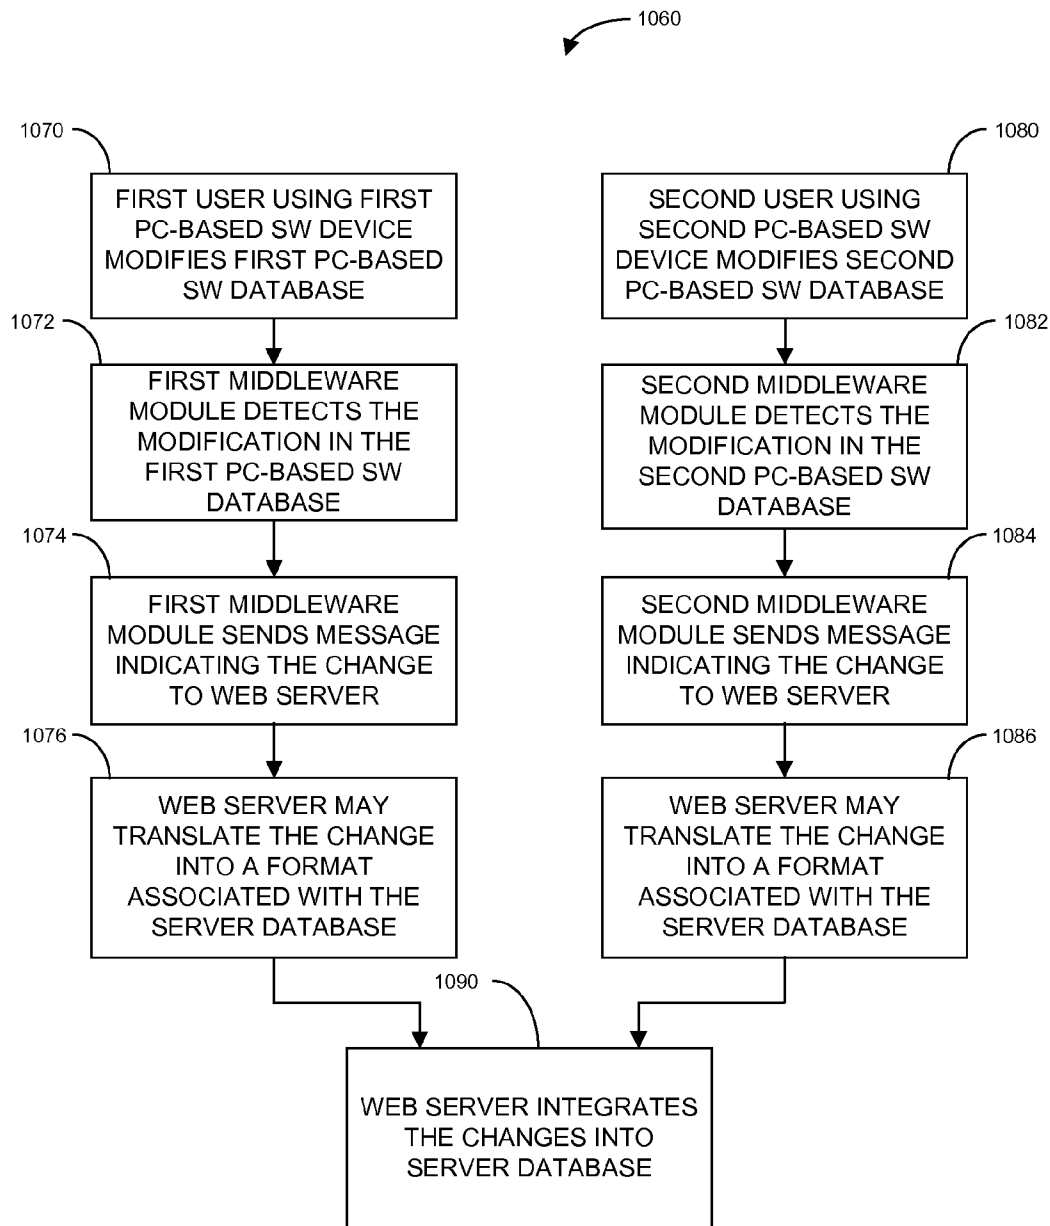 1060
1070
FIRST USER USING FIRST
PC-BASED SW DEVICE
MODIFIES FIRST PC-BASED
SW DATABASE
1080
SECOND USER USING
SECOND PC-BASED SW
DEVICE MODIFIES SECOND
PC-BASED SW DATABASE
1072
FIRST MIDDLEWARE
MODULE DETECTS THE
MODIFICATION IN THE
FIRST PC-BASED SW
DATABASE
1082
SECOND MIDDLEWARE
MODULE DETECTS THE
MODIFICATION IN THE
SECOND PC-BASED SW
DATABASE
1074
FIRST MIDDLEWARE
MODULE SENDS MESSAGE
INDICATING THE CHANGE
TO WEB SERVER
1084
SECOND MIDDLEWARE
MODULE SENDS MESSAGE
INDICATING THE CHANGE
TO WEB SERVER
1076
WEB SERVER MAY
TRANSLATE THE CHANGE
INTO A FORMAT
ASSOCIATED WITH THE
SERVER DATABASE
1086
WEB SERVER MAY
TRANSLATE THE CHANGE
INTO A FORMAT
ASSOCIATED WITH THE
SERVER DATABASE
1090
WEB SERVER INTEGRATES
THE CHANGES INTO
SERVER DATABASE